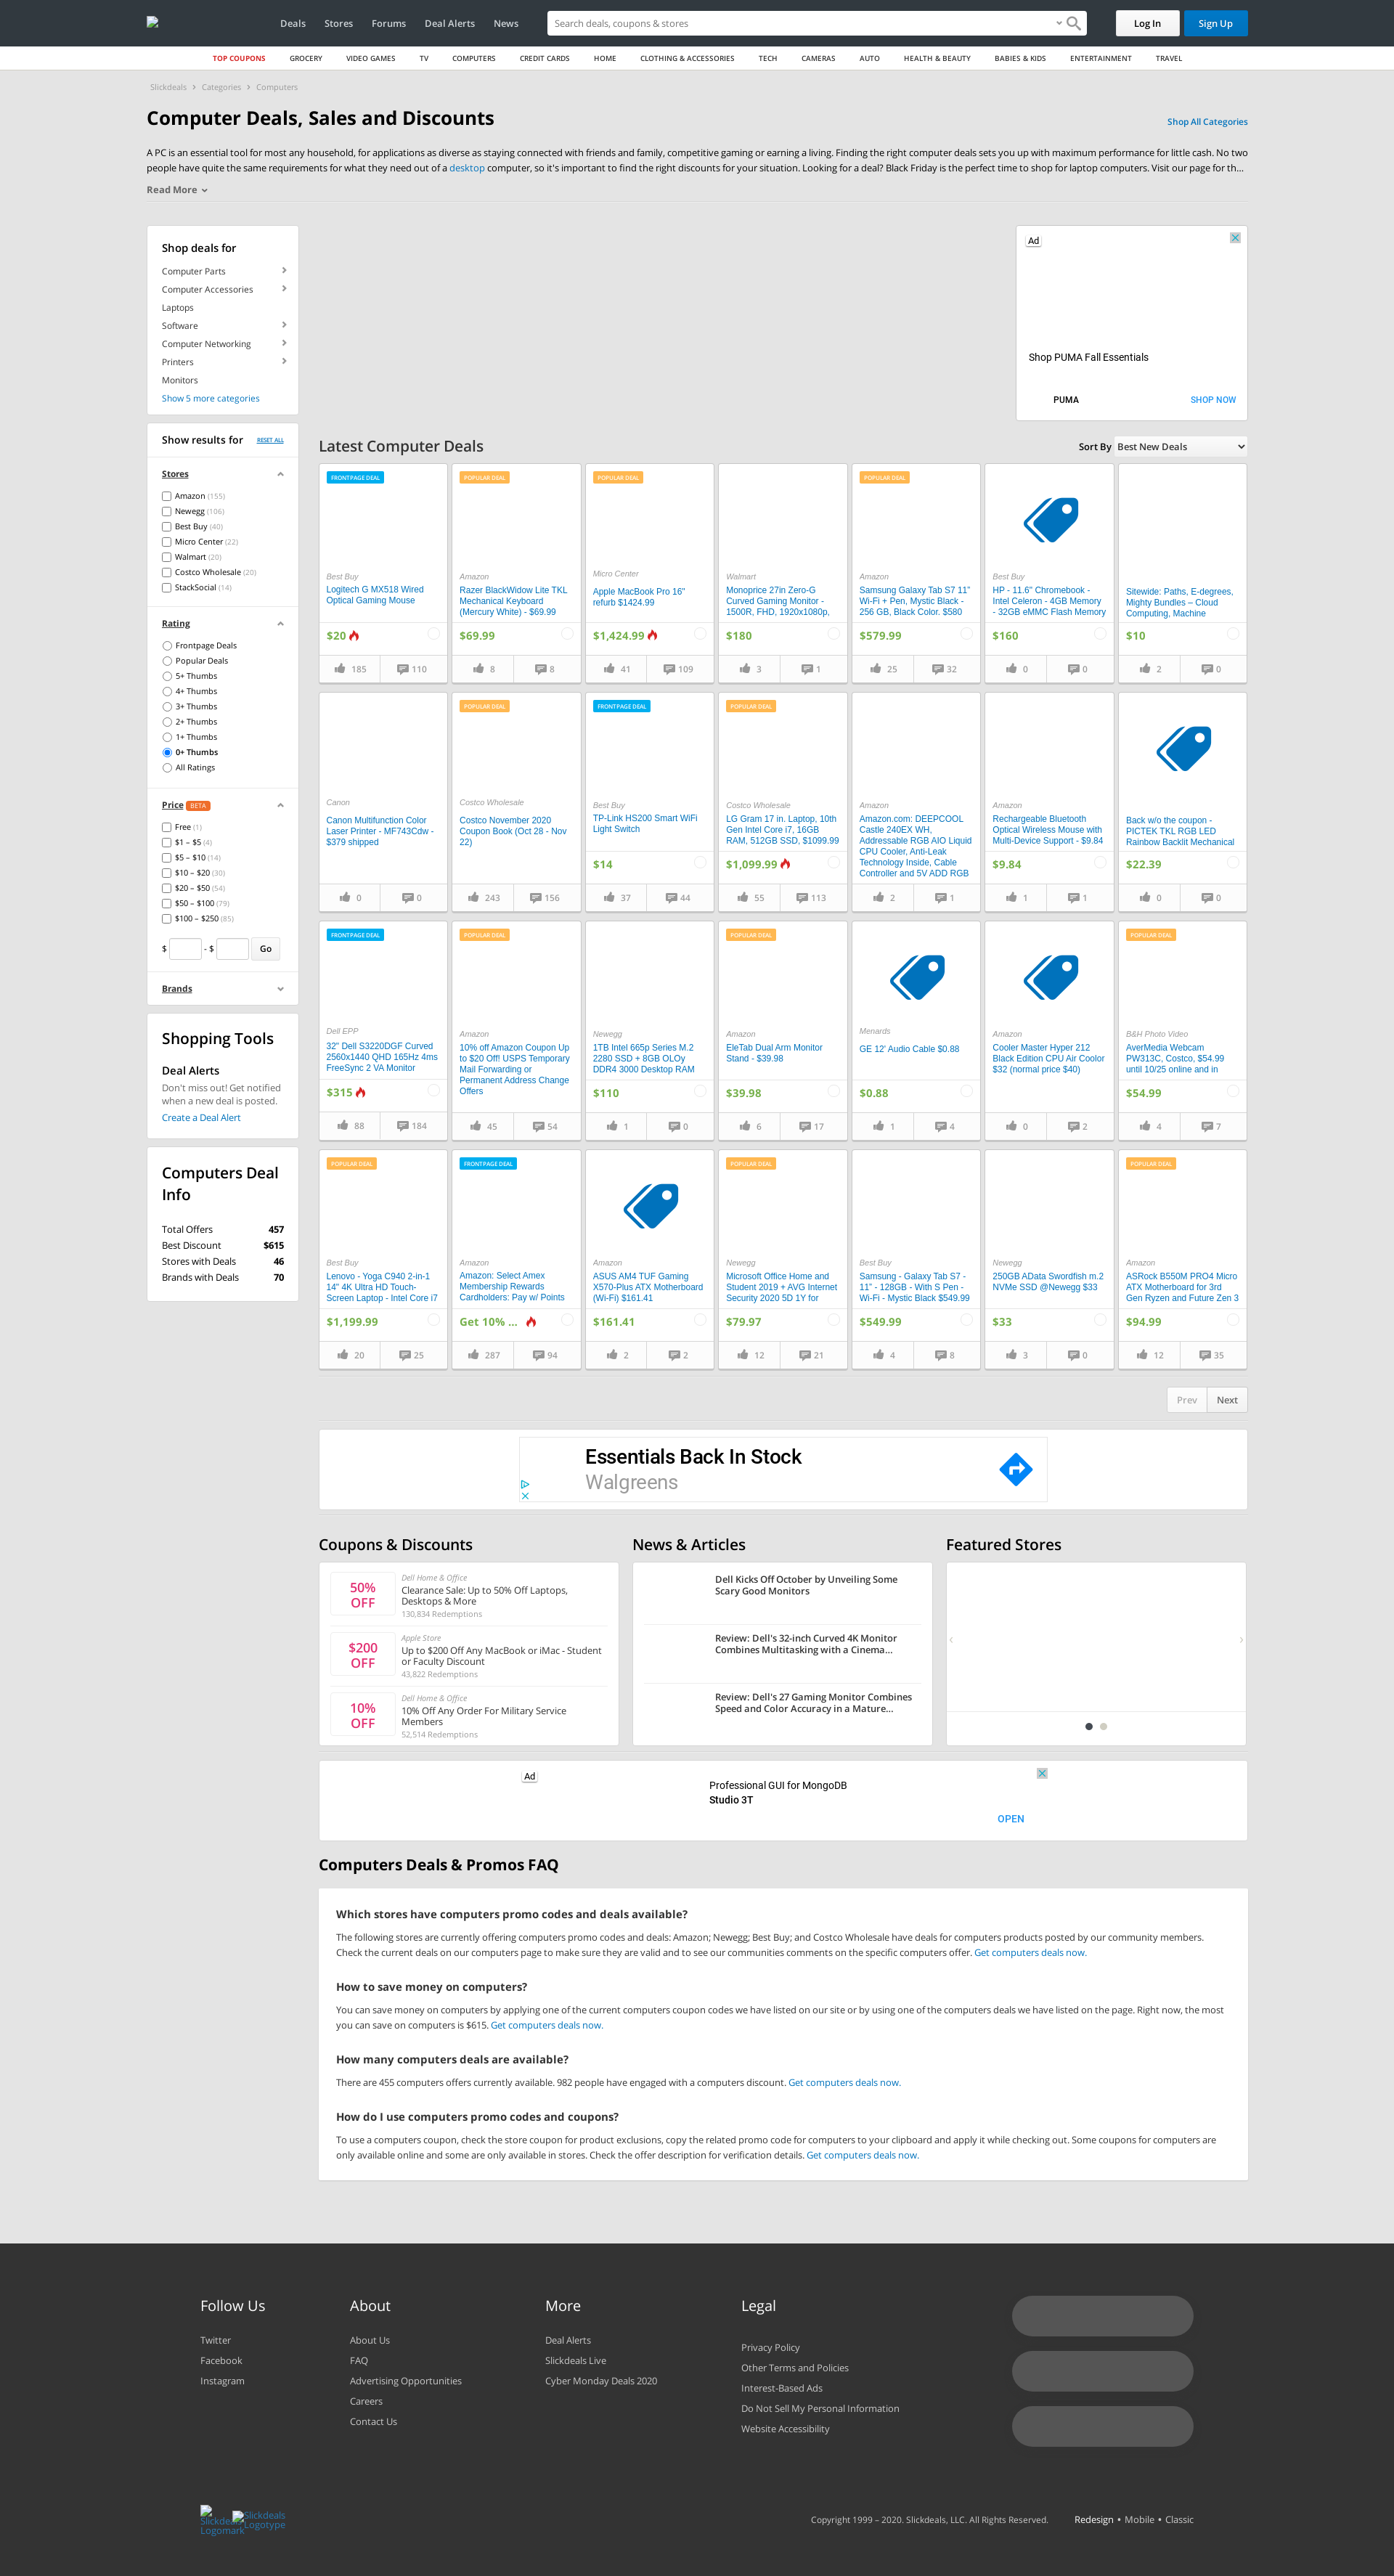 Deals Stores Forums Deal Alerts News
Search deals, coupons & stores
Log In
Sign Up
TOP COUPONS GROCERY VIDEO GAMES TV COMPUTERS CREDIT CARDS HOME CLOTHING & ACCESSORIES TECH CAMERAS AUTO HEALTH & BEAUTY BABIES & KIDS ENTERTAINMENT TRAVEL
Slickdeals › Categories › Computers
Computer Deals, Sales and Discounts
Shop All Categories
A PC is an essential tool for most any household, for applications as diverse as staying connected with friends and family, competitive gaming or earning a living. Finding the right computer deals sets you up with maximum performance for little cash. No two
people have quite the same requirements for what they need out of a desktop computer, so it's important to find the right discounts for your situation. Looking for a deal? Black Friday is the perfect time to shop for laptop computers. Visit our page for th...
Read More
Shop deals for
Computer Parts
Computer Accessories
Laptops
Software
Computer Networking
Printers
Monitors
Show 5 more categories
Ad
Shop PUMA Fall Essentials
PUMA
SHOP NOW
Show results for
RESET ALL
Stores
Amazon (155)
Newegg (106)
Best Buy (40)
Micro Center (22)
Walmart (20)
Costco Wholesale (20)
StackSocial (14)
Rating
Frontpage Deals
Popular Deals
5+ Thumbs
4+ Thumbs
3+ Thumbs
2+ Thumbs
1+ Thumbs
0+ Thumbs
All Ratings
Price BETA
Free (1)
$1 – $5 (4)
$5 – $10 (14)
$10 – $20 (30)
$20 – $50 (54)
$50 – $100 (79)
$100 – $250 (85)
$ - $ Go
Brands
Shopping Tools
Deal Alerts
Don't miss out! Get notified
when a new deal is posted.
Create a Deal Alert
Computers Deal
Info
Total Offers 457
Best Discount $615
Stores with Deals 46
Brands with Deals 70
Latest Computer Deals
Sort By Best New Deals
FRONTPAGE DEAL
Best Buy
Logitech G MX518 Wired
Optical Gaming Mouse
$20
185 110
POPULAR DEAL
Amazon
Razer BlackWidow Lite TKL
Mechanical Keyboard
(Mercury White) - $69.99
$69.99
8 8
POPULAR DEAL
Micro Center
Apple MacBook Pro 16"
refurb $1424.99
$1,424.99
41 109
Walmart
Monoprice 27in Zero-G
Curved Gaming Monitor -
1500R, FHD, 1920x1080p,
$180
3 1
POPULAR DEAL
Amazon
Samsung Galaxy Tab S7 11"
Wi-Fi + Pen, Mystic Black -
256 GB, Black Color. $580
$579.99
25 32
Best Buy
HP - 11.6" Chromebook -
Intel Celeron - 4GB Memory
- 32GB eMMC Flash Memory
$160
0 0
Sitewide: Paths, E-degrees,
Mighty Bundles – Cloud
Computing, Machine
$10
2 0
Canon
Canon Multifunction Color
Laser Printer - MF743Cdw -
$379 shipped
0 0
POPULAR DEAL
Costco Wholesale
Costco November 2020
Coupon Book (Oct 28 - Nov
22)
243 156
FRONTPAGE DEAL
Best Buy
TP-Link HS200 Smart WiFi
Light Switch
$14
37 44
POPULAR DEAL
Costco Wholesale
LG Gram 17 in. Laptop, 10th
Gen Intel Core i7, 16GB
RAM, 512GB SSD, $1099.99
$1,099.99
55 113
Amazon
Amazon.com: DEEPCOOL
Castle 240EX WH,
Addressable RGB AIO Liquid
CPU Cooler, Anti-Leak
Technology Inside, Cable
Controller and 5V ADD RGB
2 1
Amazon
Rechargeable Bluetooth
Optical Wireless Mouse with
Multi-Device Support - $9.84
$9.84
1 1
Back w/o the coupon -
PICTEK TKL RGB LED
Rainbow Backlit Mechanical
$22.39
0 0
FRONTPAGE DEAL
Dell EPP
32" Dell S3220DGF Curved
2560x1440 QHD 165Hz 4ms
FreeSync 2 VA Monitor
$315
88 184
POPULAR DEAL
Amazon
10% off Amazon Coupon Up
to $20 Off! USPS Temporary
Mail Forwarding or
Permanent Address Change
Offers
45 54
Newegg
1TB Intel 665p Series M.2
2280 SSD + 8GB OLOy
DDR4 3000 Desktop RAM
$110
1 0
POPULAR DEAL
Amazon
EleTab Dual Arm Monitor
Stand - $39.98
$39.98
6 17
Menards
GE 12' Audio Cable $0.88
$0.88
1 4
Amazon
Cooler Master Hyper 212
Black Edition CPU Air Coolor
$32 (normal price $40)
0 2
POPULAR DEAL
B&H Photo Video
AverMedia Webcam
PW313C, Costco, $54.99
until 10/25 online and in
$54.99
4 7
POPULAR DEAL
Best Buy
Lenovo - Yoga C940 2-in-1
14" 4K Ultra HD Touch-
Screen Laptop - Intel Core i7
$1,199.99
20 25
FRONTPAGE DEAL
Amazon
Amazon: Select Amex
Membership Rewards
Cardholders: Pay w/ Points
Get 10% ...
287 94
Amazon
ASUS AM4 TUF Gaming
X570-Plus ATX Motherboard
(Wi-Fi) $161.41
$161.41
2 2
POPULAR DEAL
Newegg
Microsoft Office Home and
Student 2019 + AVG Internet
Security 2020 5D 1Y for
$79.97
12 21
Best Buy
Samsung - Galaxy Tab S7 -
11" - 128GB - With S Pen -
Wi-Fi - Mystic Black $549.99
$549.99
4 8
Newegg
250GB AData Swordfish m.2
NVMe SSD @Newegg $33
$33
3 0
POPULAR DEAL
Amazon
ASRock B550M PRO4 Micro
ATX Motherboard for 3rd
Gen Ryzen and Future Zen 3
$94.99
12 35
Prev Next
Essentials Back In Stock
Walgreens
Coupons & Discounts
50%
OFF
Dell Home & Office
Clearance Sale: Up to 50% Off Laptops,
Desktops & More
130,834 Redemptions
$200
OFF
Apple Store
Up to $200 Off Any MacBook or iMac - Student
or Faculty Discount
43,822 Redemptions
10%
OFF
Dell Home & Office
10% Off Any Order For Military Service
Members
52,514 Redemptions
News & Articles
Dell Kicks Off October by Unveiling Some
Scary Good Monitors
Review: Dell's 32-inch Curved 4K Monitor
Combines Multitasking with a Cinema...
Review: Dell's 27 Gaming Monitor Combines
Speed and Color Accuracy in a Mature...
Featured Stores
Ad
Professional GUI for MongoDB
Studio 3T
OPEN
Computers Deals & Promos FAQ
Which stores have computers promo codes and deals available?
The following stores are currently offering computers promo codes and deals: Amazon; Newegg; Best Buy; and Costco Wholesale have deals for computers products posted by our community members.
Check the current deals on our computers page to make sure they are valid and to see our communities comments on the specific computers offer. Get computers deals now.
How to save money on computers?
You can save money on computers by applying one of the current computers coupon codes we have listed on our site or by using one of the computers deals we have listed on the page. Right now, the most
you can save on computers is $615. Get computers deals now.
How many computers deals are available?
There are 455 computers offers currently available. 982 people have engaged with a computers discount. Get computers deals now.
How do I use computers promo codes and coupons?
To use a computers coupon, check the store coupon for product exclusions, copy the related promo code for computers to your clipboard and apply it while checking out. Some coupons for computers are
only available online and some are only available in stores. Check the offer description for verification details. Get computers deals now.
Follow Us
Twitter
Facebook
Instagram
About
About Us
FAQ
Advertising Opportunities
Careers
Contact Us
More
Deal Alerts
Slickdeals Live
Cyber Monday Deals 2020
Legal
Privacy Policy
Other Terms and Policies
Interest-Based Ads
Do Not Sell My Personal Information
Website Accessibility
Slickdeals
Logomark
Slickdeals
Logotype
Copyright 1999 – 2020. Slickdeals, LLC. All Rights Reserved.
Redesign • Mobile • Classic